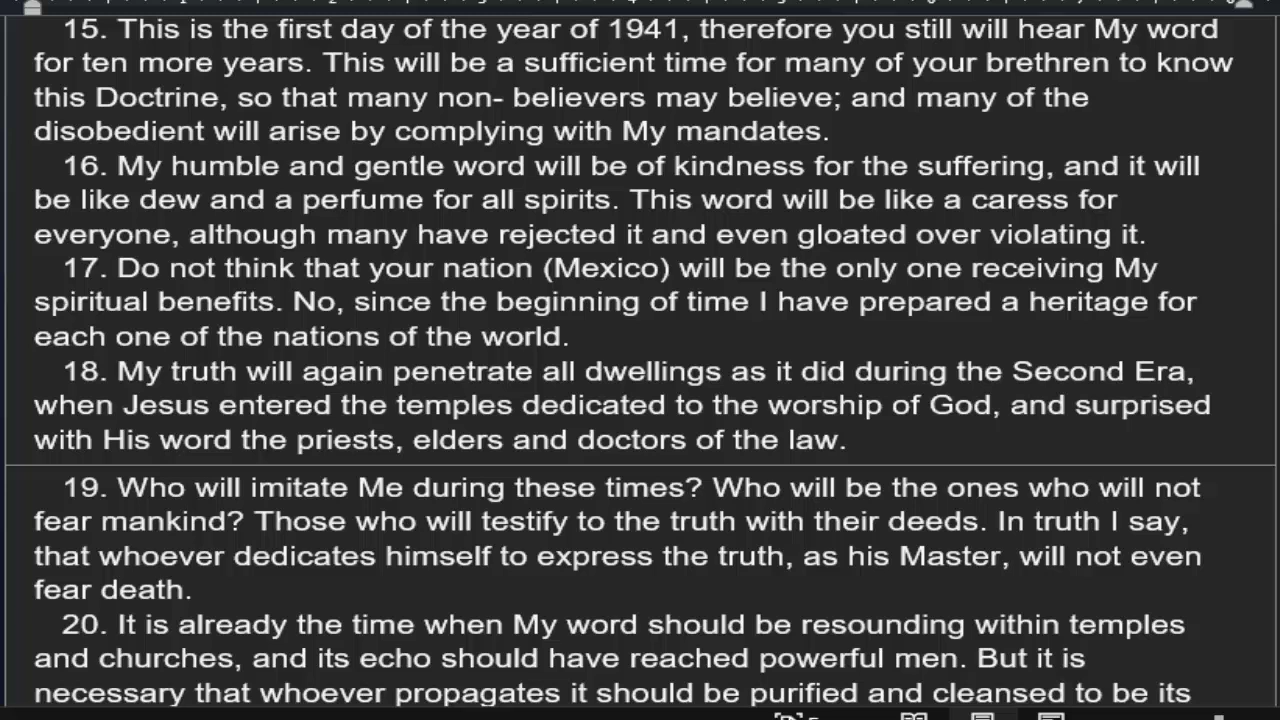 15. This is the first day of the year of 1941, therefore you still will hear My word
for ten more years. This will be a sufficient time for many of your brethren to know
this Doctrine, so that many non- believers may believe; and many of the
disobedient will arise by complying with My mandates.
16. My humble and gentle word will be of kindness for the suffering, and it will
be like dew and a perfume for all spirits. This word will be like a caress for
everyone, although many have rejected it and even gloated over violating it.
17. Do not think that your nation (Mexico) will be the only one receiving My
spiritual benefits. No, since the beginning of time I have prepared a heritage for
each one of the nations of the world.
18. My truth will again penetrate all dwellings as it did during the Second Era,
when Jesus entered the temples dedicated to the worship of God, and surprised
with His word the priests, elders and doctors of the law.
19. Who will imitate Me during these times? Who will be the ones who will not
fear mankind? Those who will testify to the truth with their deeds. In truth I say,
that whoever dedicates himself to express the truth, as his Master, will not even
fear death.
20. It is already the time when My word should be resounding within temples
and churches, and its echo should have reached powerful men. But it is
necessary that whoever propagates it should be purified and cleansed to be its